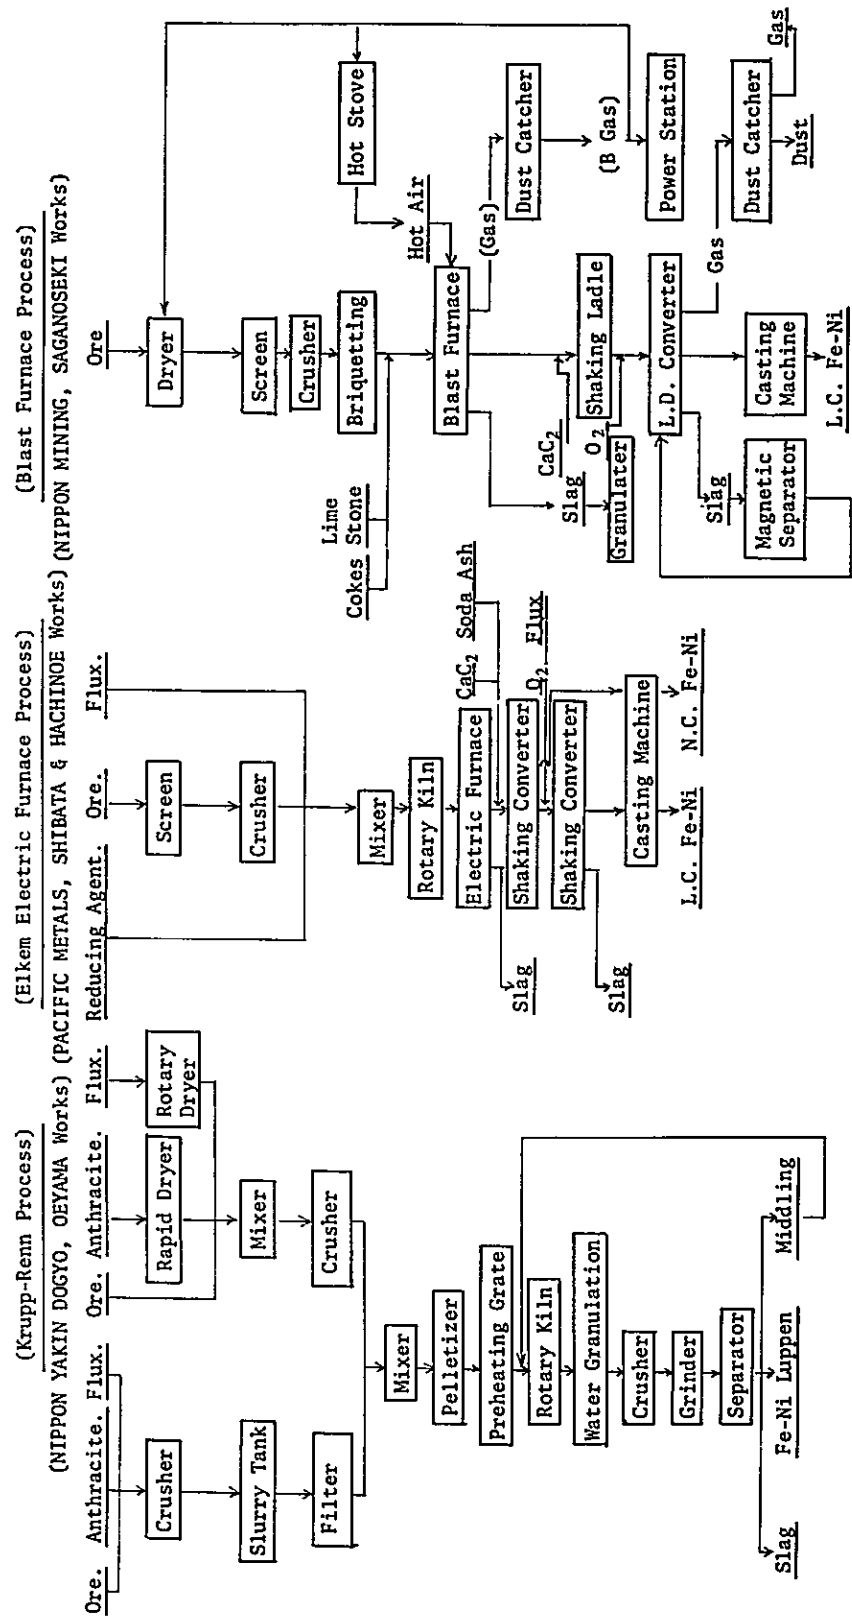 (Krupp-Renn Process)
(NIPPON YAKIN DOGYO, OEYAMA Works)
Ore.
Anthracite.
Flux.
Crusher
Slurry Tank
Filter
Ore.
Anthracite.
Flux.
Rapid Dryer
Rotary
Dryer
Mixer
Crusher
Mixer
Pelletizer
Preheating Grate
Rotary Kiln
Water Granulation
Crusher
Grinder
Separator
Slag
Fe-Ni Luppen
Middling
(Elkem Electric Furnace Process)
(PACIFIC METALS, SHIBATA & HACHINOE Works)
Reducing Agent.
Ore.
Flux.
Screen
Crusher
Mixer
Rotary Kiln
Electric Furnace
CaC2
Soda Ash
Slag
Shaking Converter
O2
Flux
Shaking Converter
Slag
Casting Machine
L.C. Fe-Ni
N.C. Fe-Ni
(Blast Furnace Process)
(NIPPON MINING, SAGANOSEKI Works)
Ore
Dryer
Screen
Crusher
Briquetting
Cokes
Lime
Stone
Hot Stove
Hot Air
Blast Furnace
(Gas)
Dust Catcher
(B Gas)
Power Station
CaC2
Slag
Granulater
O2
Shaking Ladle
L.D. Converter
Gas
Dust Catcher
Gas
Dust
Slag
Magnetic
Separator
Casting
Machine
L.C. Fe-Ni